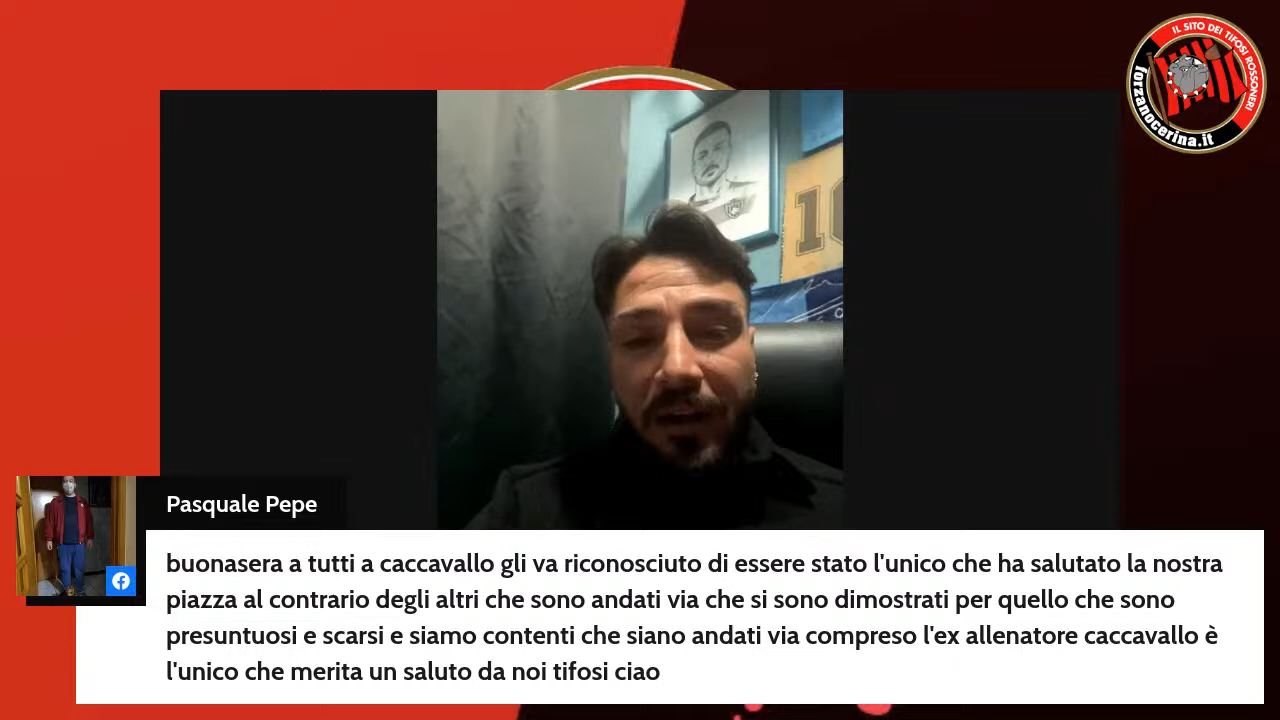 IL SITO DEI TIFOSI ROSSONERI
forzanocerina.it
10
Pasquale Pepe
buonasera a tutti a caccavallo gli va riconosciuto di essere stato l'unico che ha salutato la nostra
piazza al contrario degli altri che sono andati via che si sono dimostrati per quello che sono
presuntuosi e scarsi e siamo contenti che siano andati via compreso l'ex allenatore caccavallo è
l'unico che merita un saluto da noi tifosi ciao